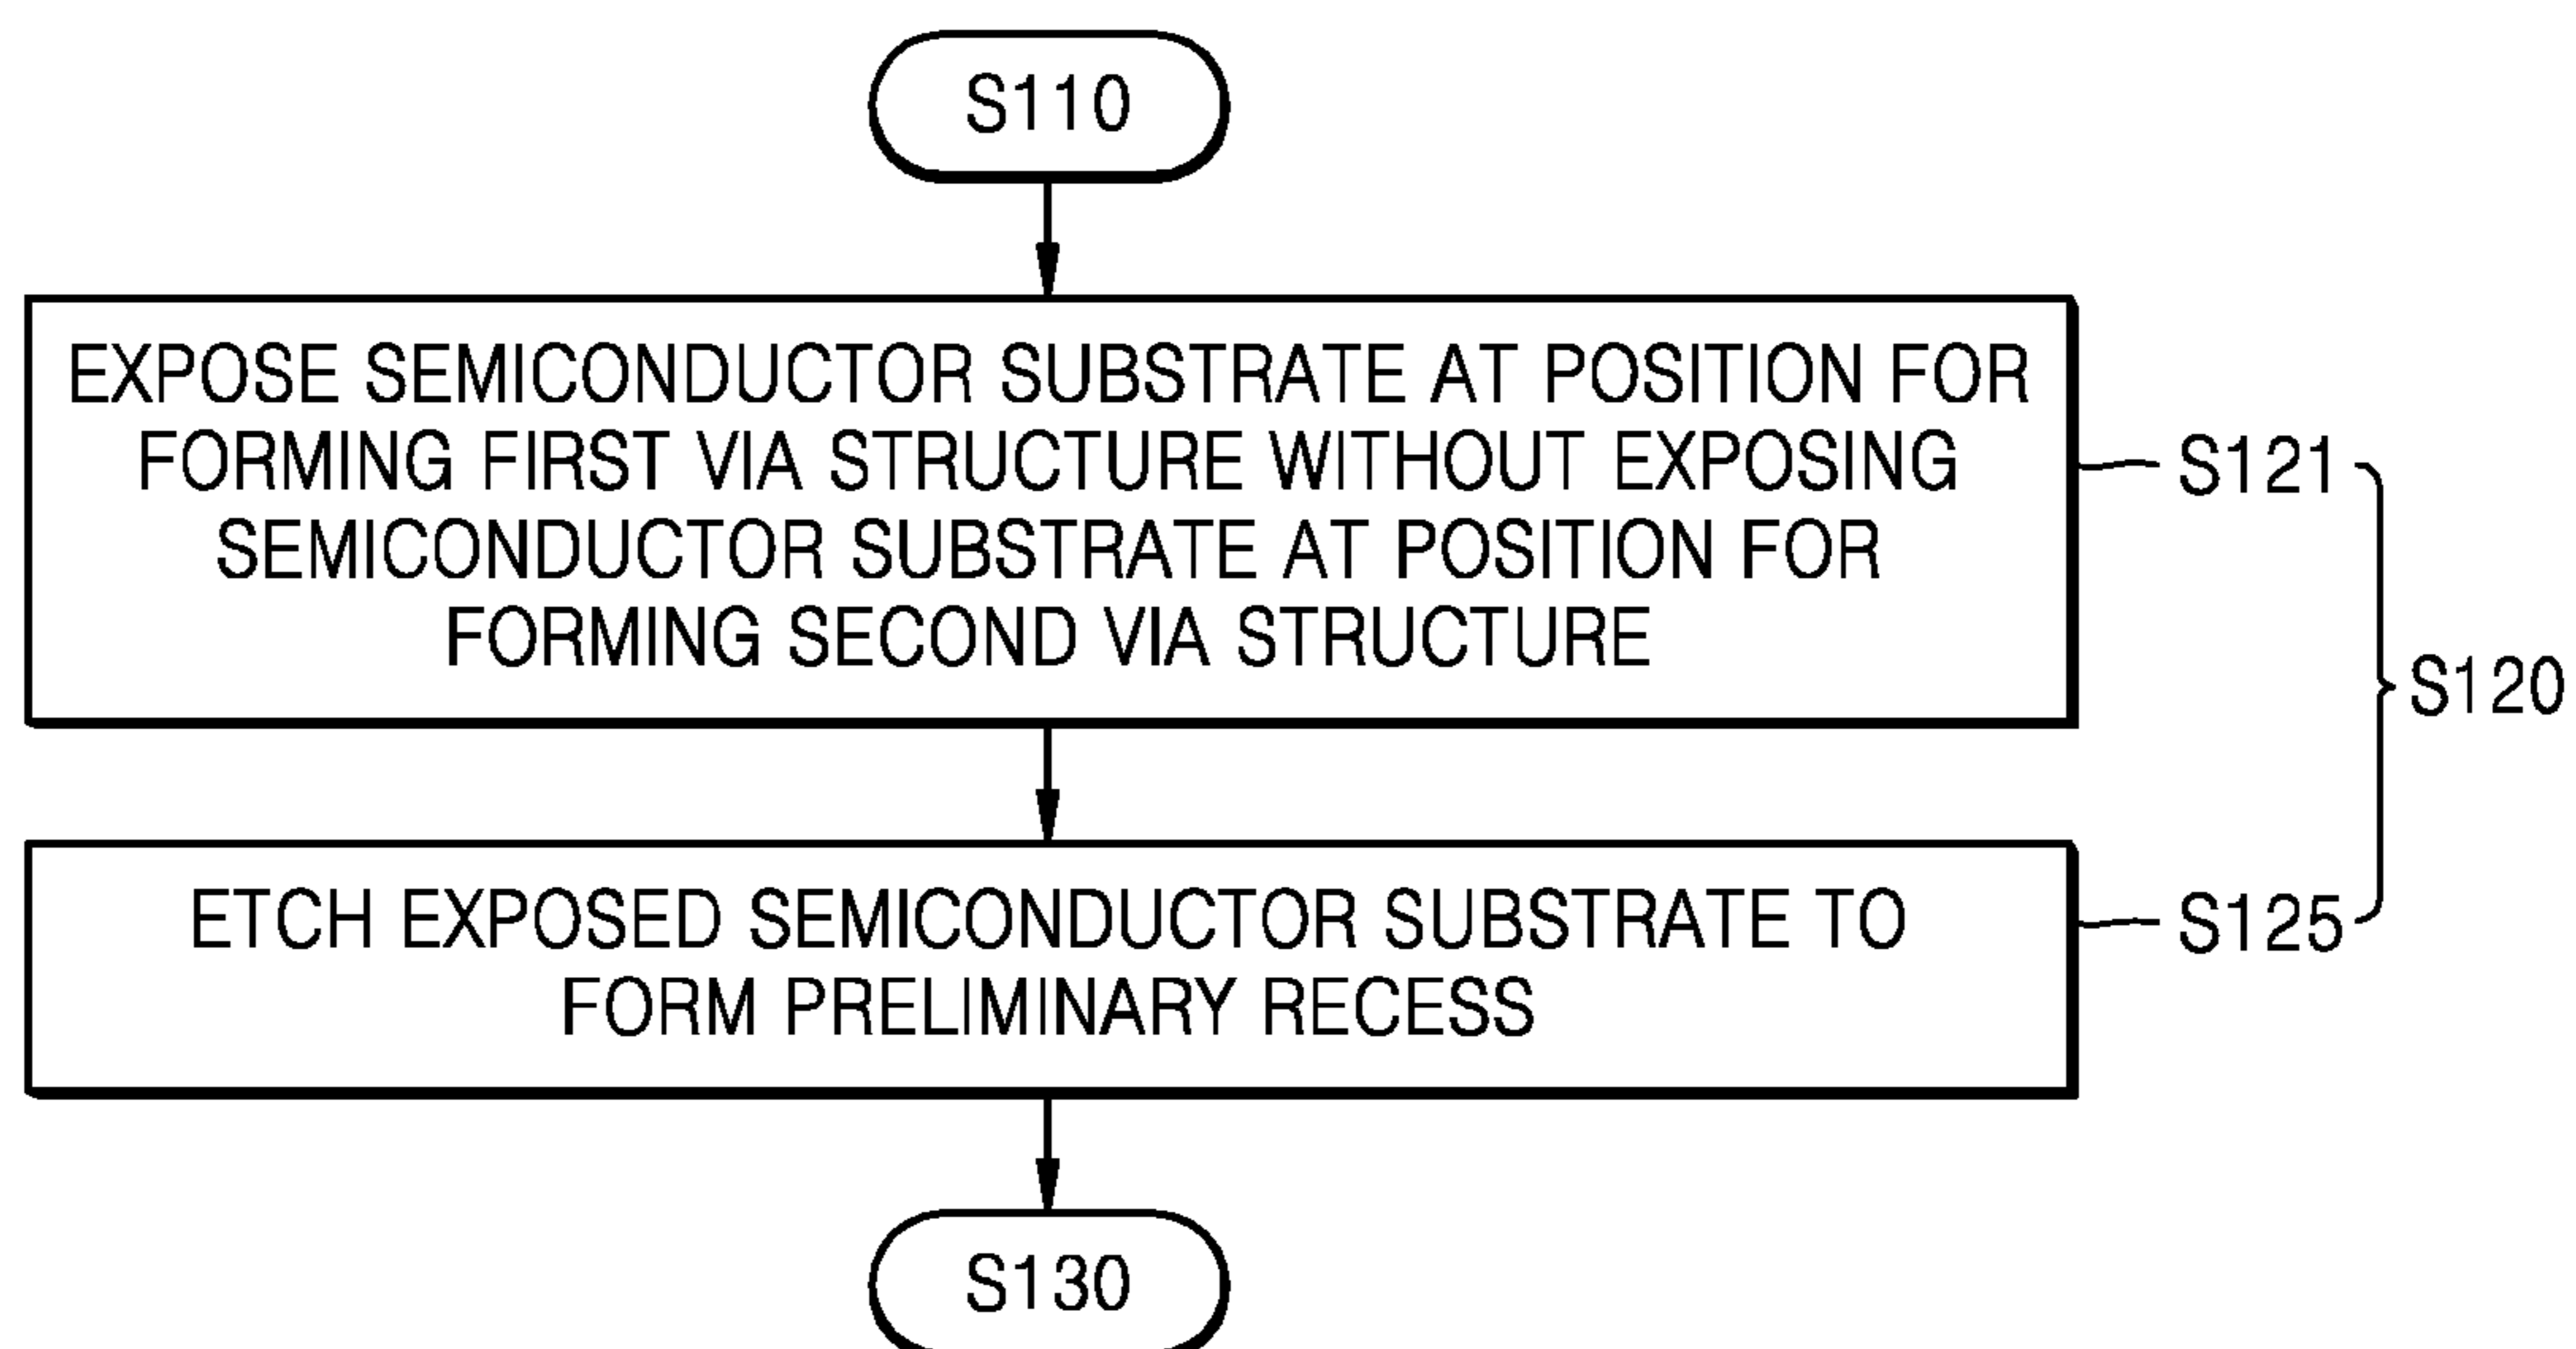 S110
EXPOSE SEMICONDUCTOR SUBSTRATE AT POSITION FOR
FORMING FIRST VIA STRUCTURE WITHOUT EXPOSING
SEMICONDUCTOR SUBSTRATE AT POSITION FOR
FORMING SECOND VIA STRUCTURE
S121
S120
ETCH EXPOSED SEMICONDUCTOR SUBSTRATE TO
FORM PRELIMINARY RECESS
S125
S130